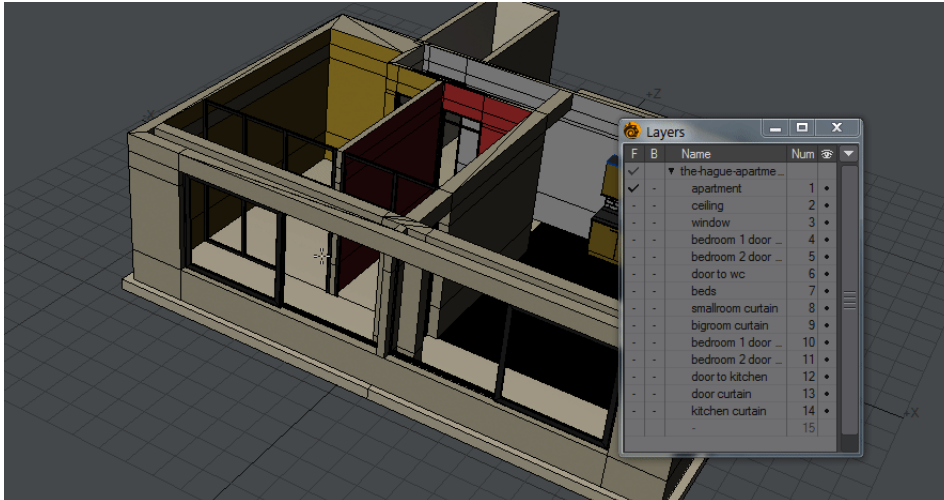 +Z
Layers
F B Name Num
▼ the-hague-apartme...
apartment 1
ceiling 2
window 3
bedroom 1 door ... 4
bedroom 2 door ... 5
door to wc 6
beds 7
smallroom curtain 8
bigroom curtain 9
bedroom 1 door ... 10
bedroom 2 door ... 11
door to kitchen 12
door curtain 13
kitchen curtain 14
- 15
+X